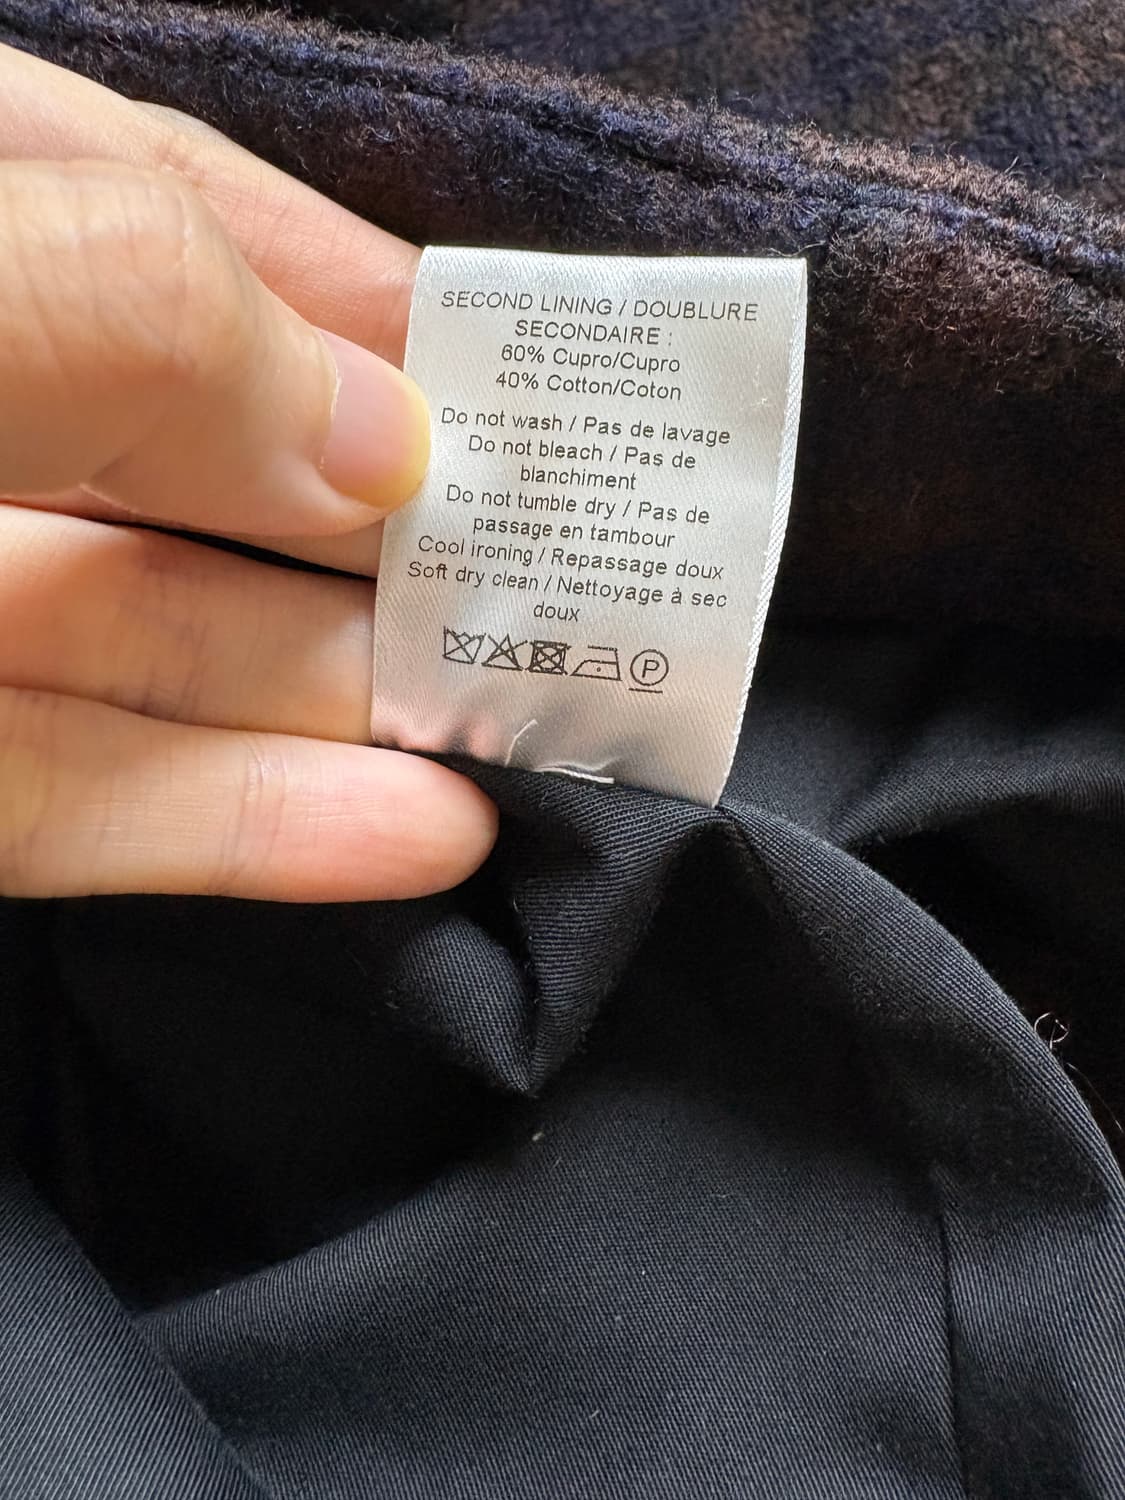 SECOND LINING / DOUBLURE
SECONDAIRE :
60% Cupro/Cupro
40% Cotton/Coton
Do not wash / Pas de lavage
Do not bleach / Pas de
blanchiment
Do not tumble dry / Pas de
passage en tambour
Cool ironing / Repassage doux
Soft dry clean / Nettoyage à sec
doux
P